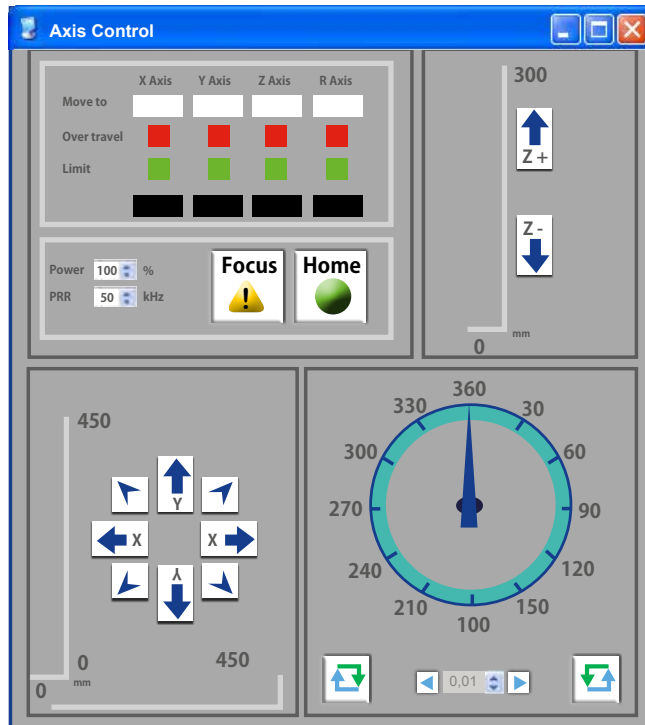 Axis Control
X Axis Y Axis Z Axis R Axis
Move to
Over travel
Limit
Power 100 %
PRR 50 kHz
Focus Home
300
Z +
Z -
0 mm
450
Y
X X
Y
0
0 mm
450
360
330 30
300 60
270 90
240 120
210 150
100
0,01